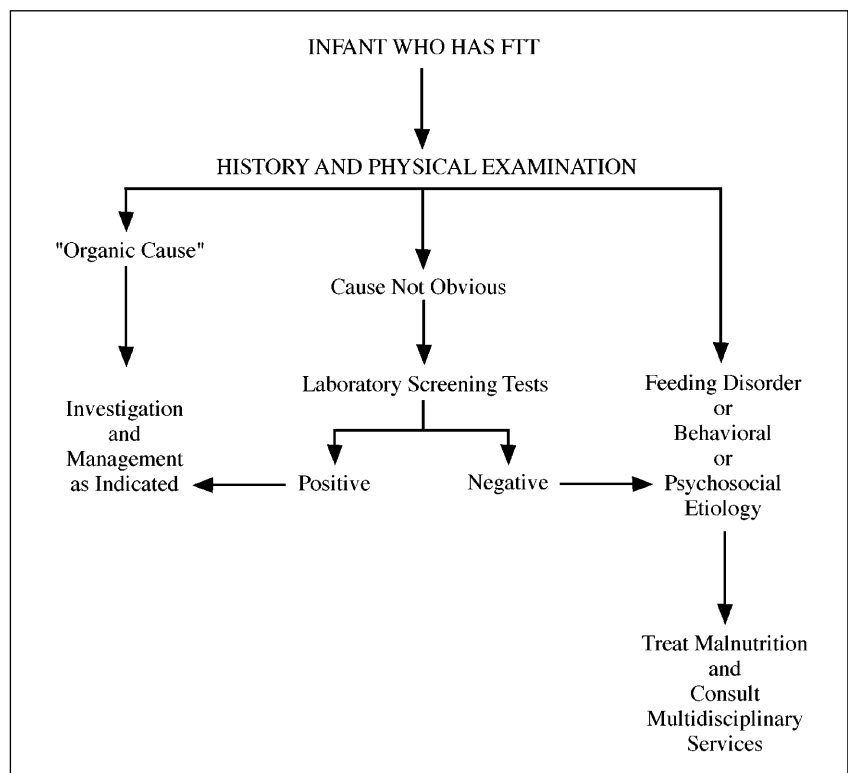 INFANT WHO HAS FTT
HISTORY AND PHYSICAL EXAMINATION
"Organic Cause"
Cause Not Obvious
Laboratory Screening Tests
Investigation
and
Management
as Indicated
Positive
Negative
Feeding Disorder
or
Behavioral
or
Psychosocial
Etiology
Treat Malnutrition
and
Consult
Multidisciplinary
Services